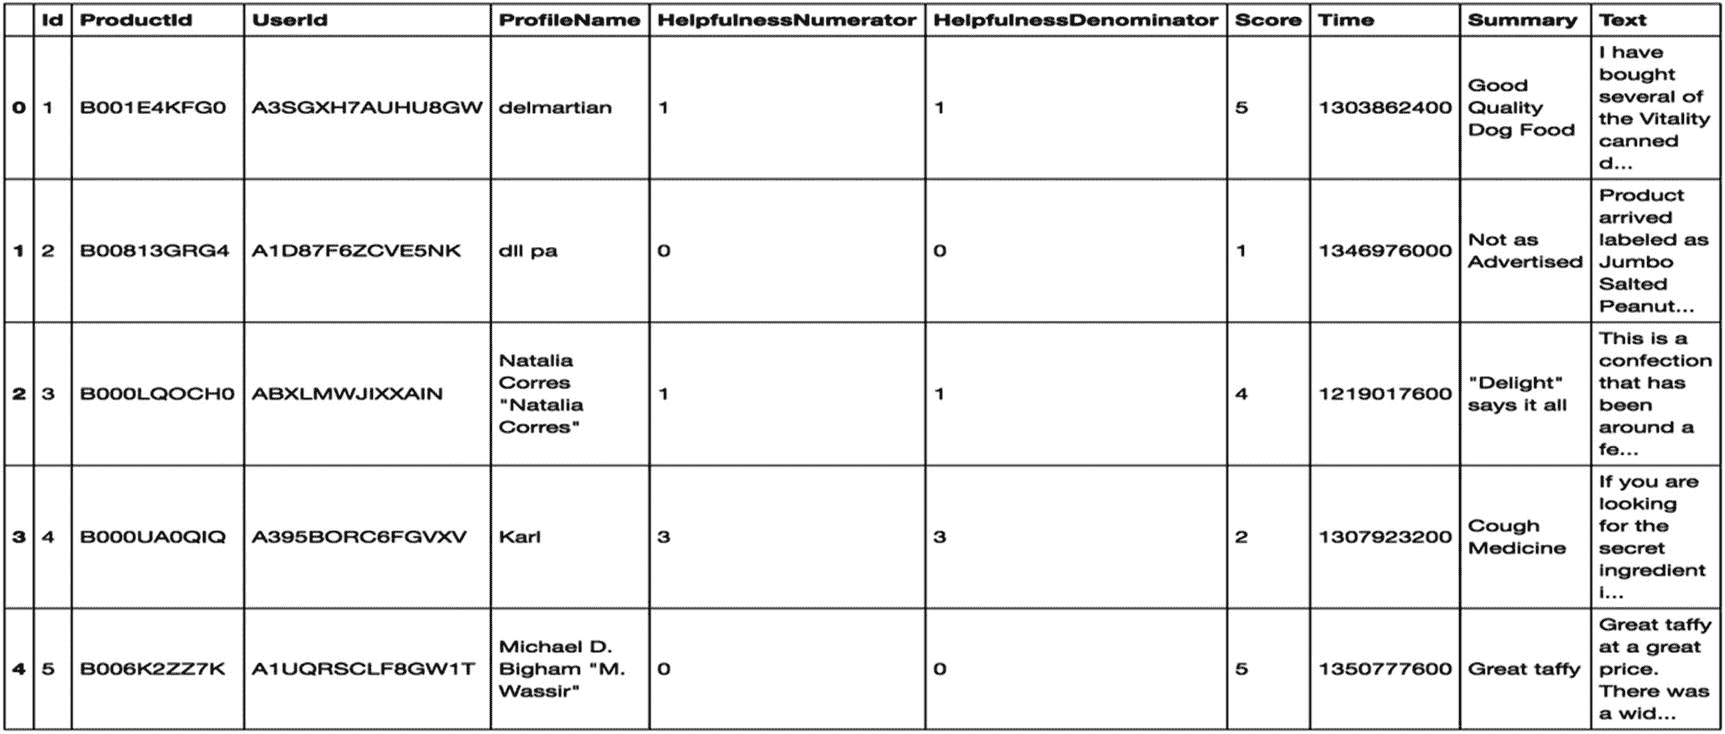 Id ProductId UserId ProfileName HelpfulnessNumerator HelpfulnessDenominator Score Time Summary Text
0 1 B001E4KFG0 A3SGXH7AUHU8GW delmartian 1 1 5 1303862400
Good
Quality
Dog Food
I have
bought
several of
the Vitality
canned
d...
1 2 B00813GRG4 A1D87F6ZCVE5NK dll pa 0 0 1 1346976000
Not as
Advertised
Product
arrived
labeled as
Jumbo
Salted
Peanut...
2 3 B000LQOCH0 ABXLMWJIXXAIN
Natalia
Corres
"Natalia
Corres"
1 1 4 1219017600
"Delight"
says it all
This is a
confection
that has
been
around a
fe...
3 4 B000UA0QIQ A395BORC6FGVXV Karl 3 3 2 1307923200
Cough
Medicine
If you are
looking
for the
secret
ingredient
i...
4 5 B006K2ZZ7K A1UQRSCLF8GW1T
Michael D.
Bigham "M.
Wassir"
0 0 5 1350777600 Great taffy
Great taffy
at a great
price.
There was
a wid...